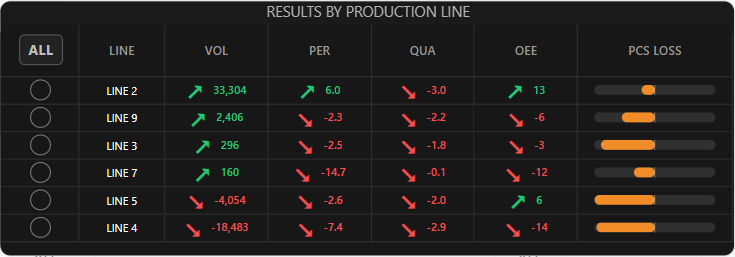 RESULTS BY PRODUCTION LINE
ALL LINE VOL PER QUA OEE PCS LOSS
LINE 2 33,304 6.0 -3.0 13
LINE 9 2,406 -2.3 -2.2 -6
LINE 3 296 -2.5 -1.8 -3
LINE 7 160 -14.7 -0.1 -12
LINE 5 -4,054 -2.6 -2.0 6
LINE 4 -18,483 -7.4 -2.9 -14